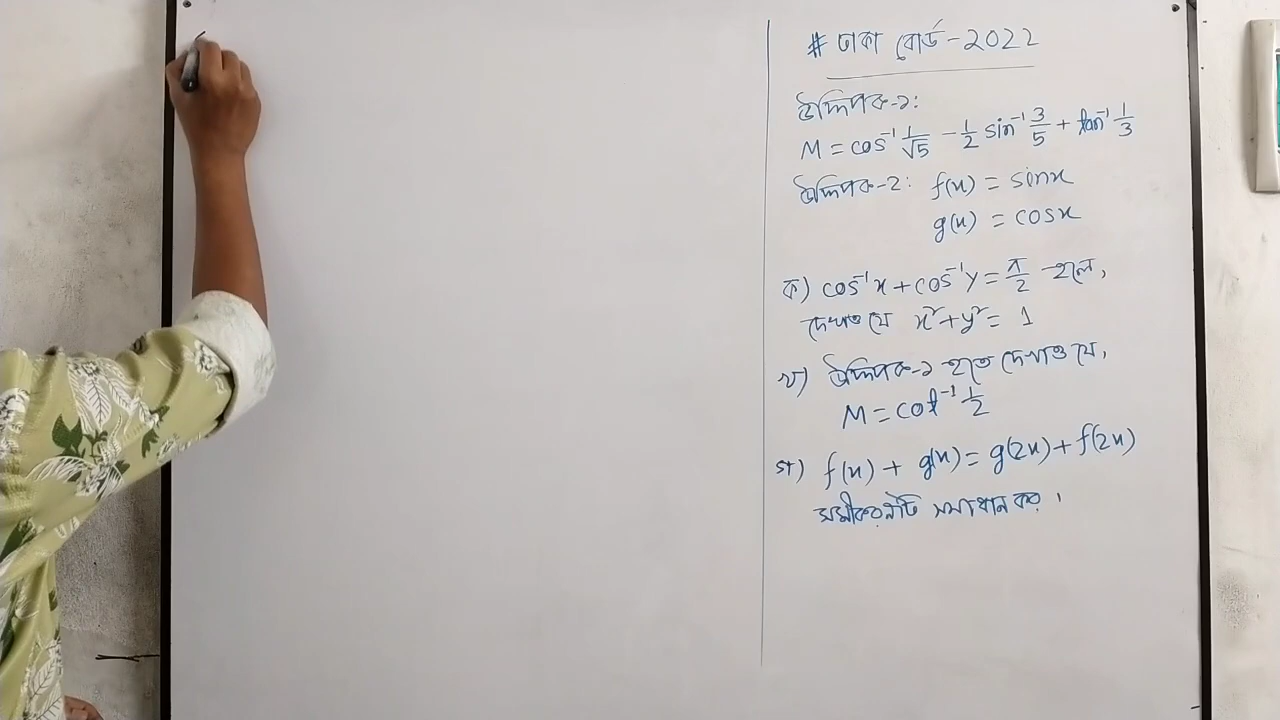 # ঢাকা বোর্ড - 2022
উদ্দিপক-১:
M = cos⁻¹ 1/√5 - 1/2 sin⁻¹ 3/5 + tan⁻¹ 1/3
উদ্দিপক-2: f(x) = sinx
g(x) = cosx
ক) cos⁻¹x + cos⁻¹y = π/2 হলে,
দেখাও যে x² + y² = 1
খ) উদ্দিপক-১ হতে দেখাও যে,
M = cot⁻¹ 1/2
গ) f(x) + g(x) = g(2x) + f(2x)
সমীকরণটি সমাধান কর।